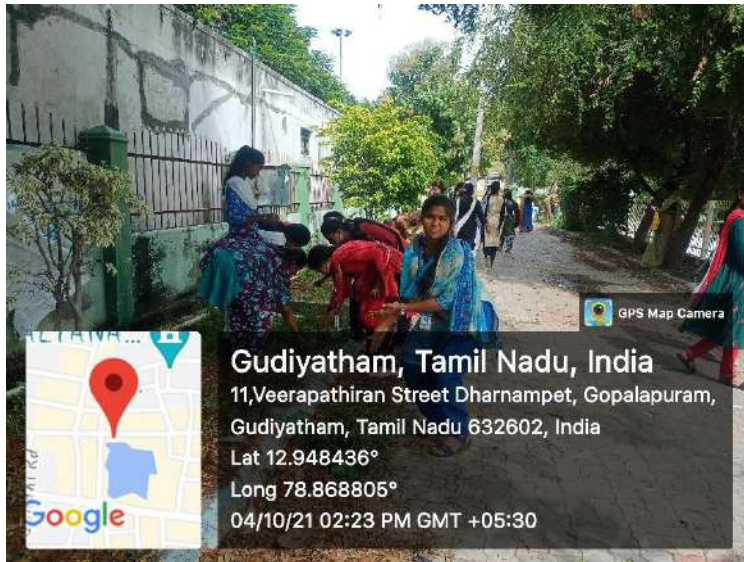 GPS Map Camera
Gudiyatham, Tamil Nadu, India
11,Veerapathiran Street Dharnampet, Gopalapuram,
Gudiyatham, Tamil Nadu 632602, India
Lat 12.948436°
Long 78.868805°
04/10/21 02:23 PM GMT +05:30
Google